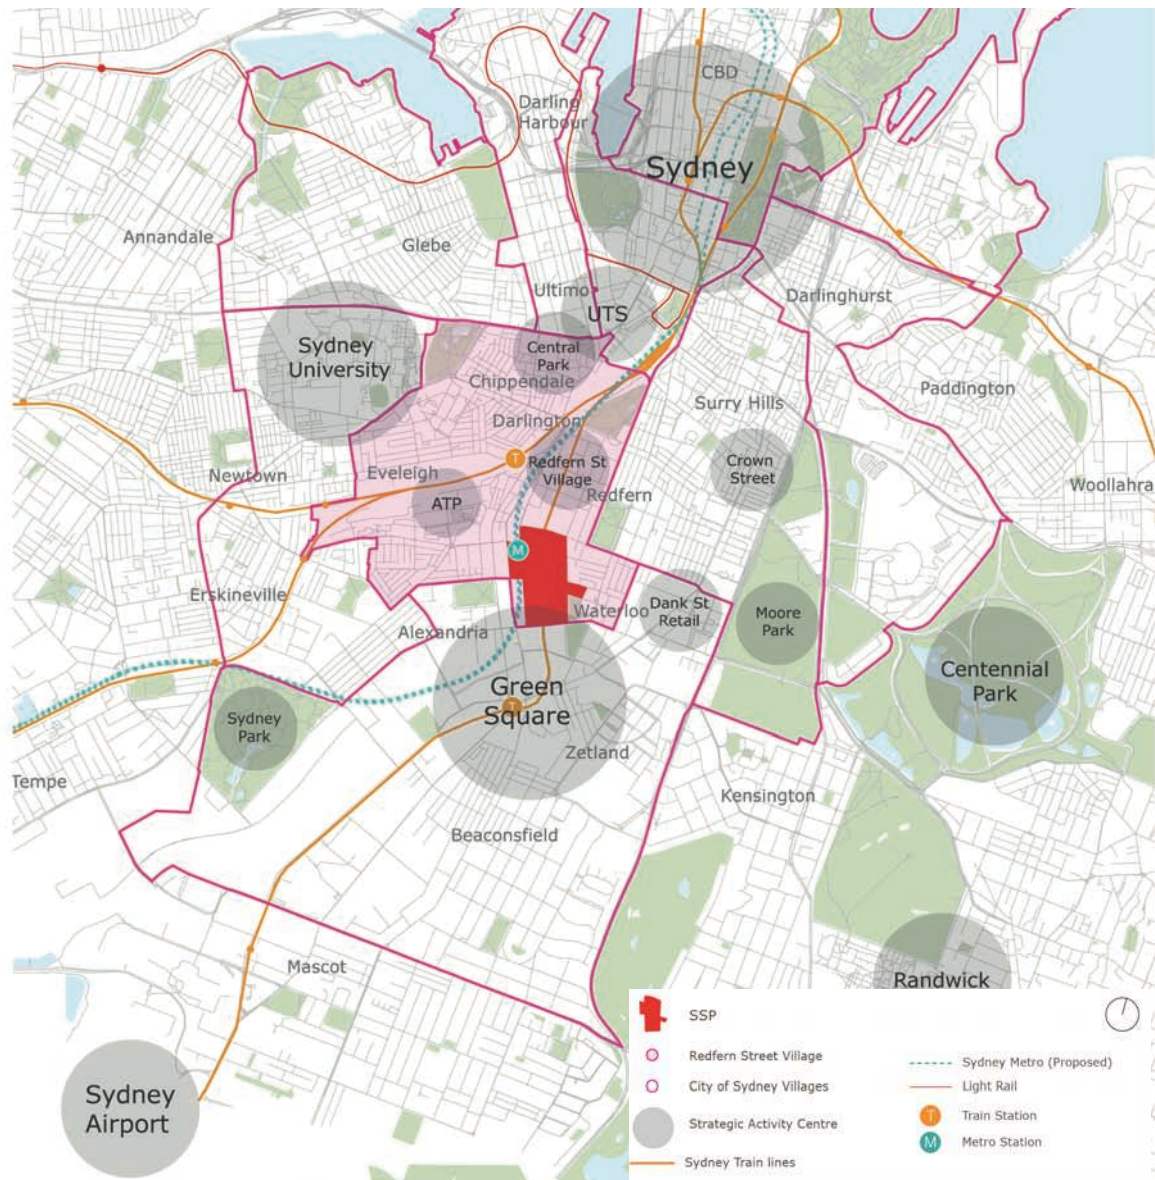 CBD
Darling
Harbour
Sydney
Annandale
Glebe
Ultimo
Darlinghurst
UTS
Sydney
University
Central
Park
Chippendale
Paddington
Surry Hills
Darlington
Newtown
Eveleigh
T
Redfern St
Village
Crown
Street
Woollahra
ATP
Redfern
M
Erskineville
Alexandria
Waterloo
Dank St
Retail
Moore
Park
Centennial
Park
Green
Square
T
Sydney
Park
Zetland
Tempe
Kensington
Beaconsfield
Mascot
Randwick
Sydney
Airport
SSP
Redfern Street Village
City of Sydney Villages
Strategic Activity Centre
Sydney Train lines
Sydney Metro (Proposed)
Light Rail
T Train Station
M Metro Station